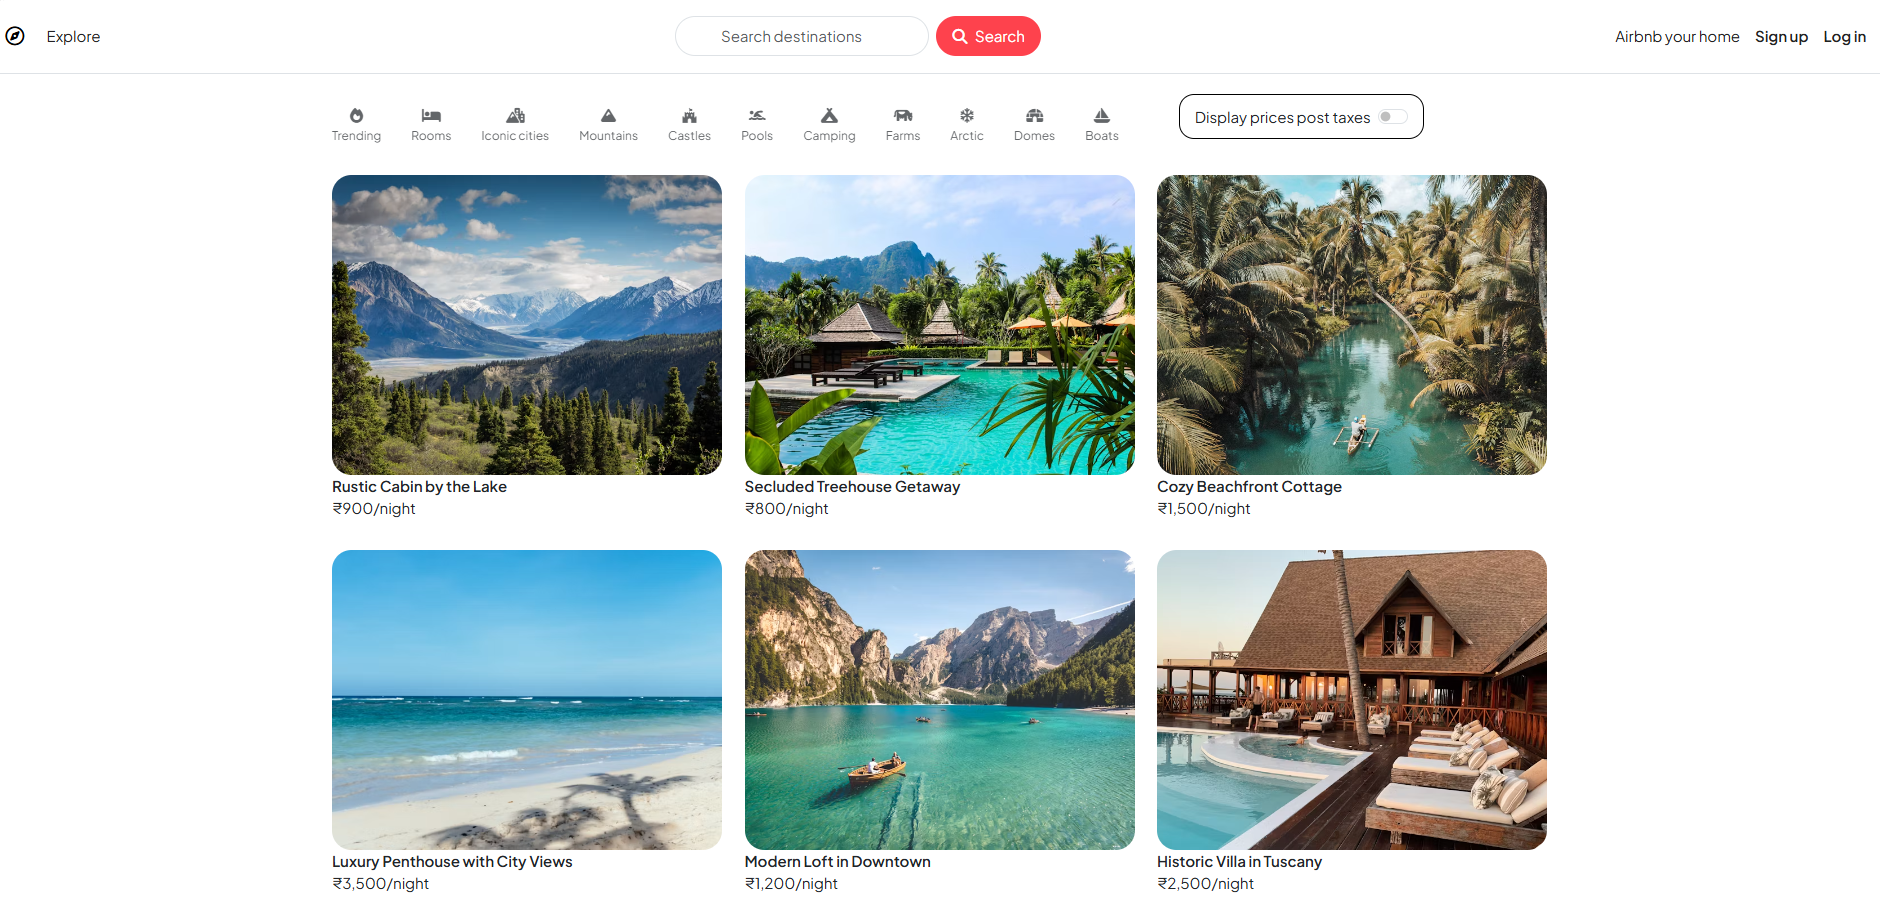 Explore
Search destinations
Search
Airbnb your home
Sign up
Log in
Trending
Rooms
Iconic cities
Mountains
Castles
Pools
Camping
Farms
Arctic
Domes
Boats
Display prices post taxes
Rustic Cabin by the Lake
₹900/night
Secluded Treehouse Getaway
₹800/night
Cozy Beachfront Cottage
₹1,500/night
Luxury Penthouse with City Views
₹3,500/night
Modern Loft in Downtown
₹1,200/night
Historic Villa in Tuscany
₹2,500/night